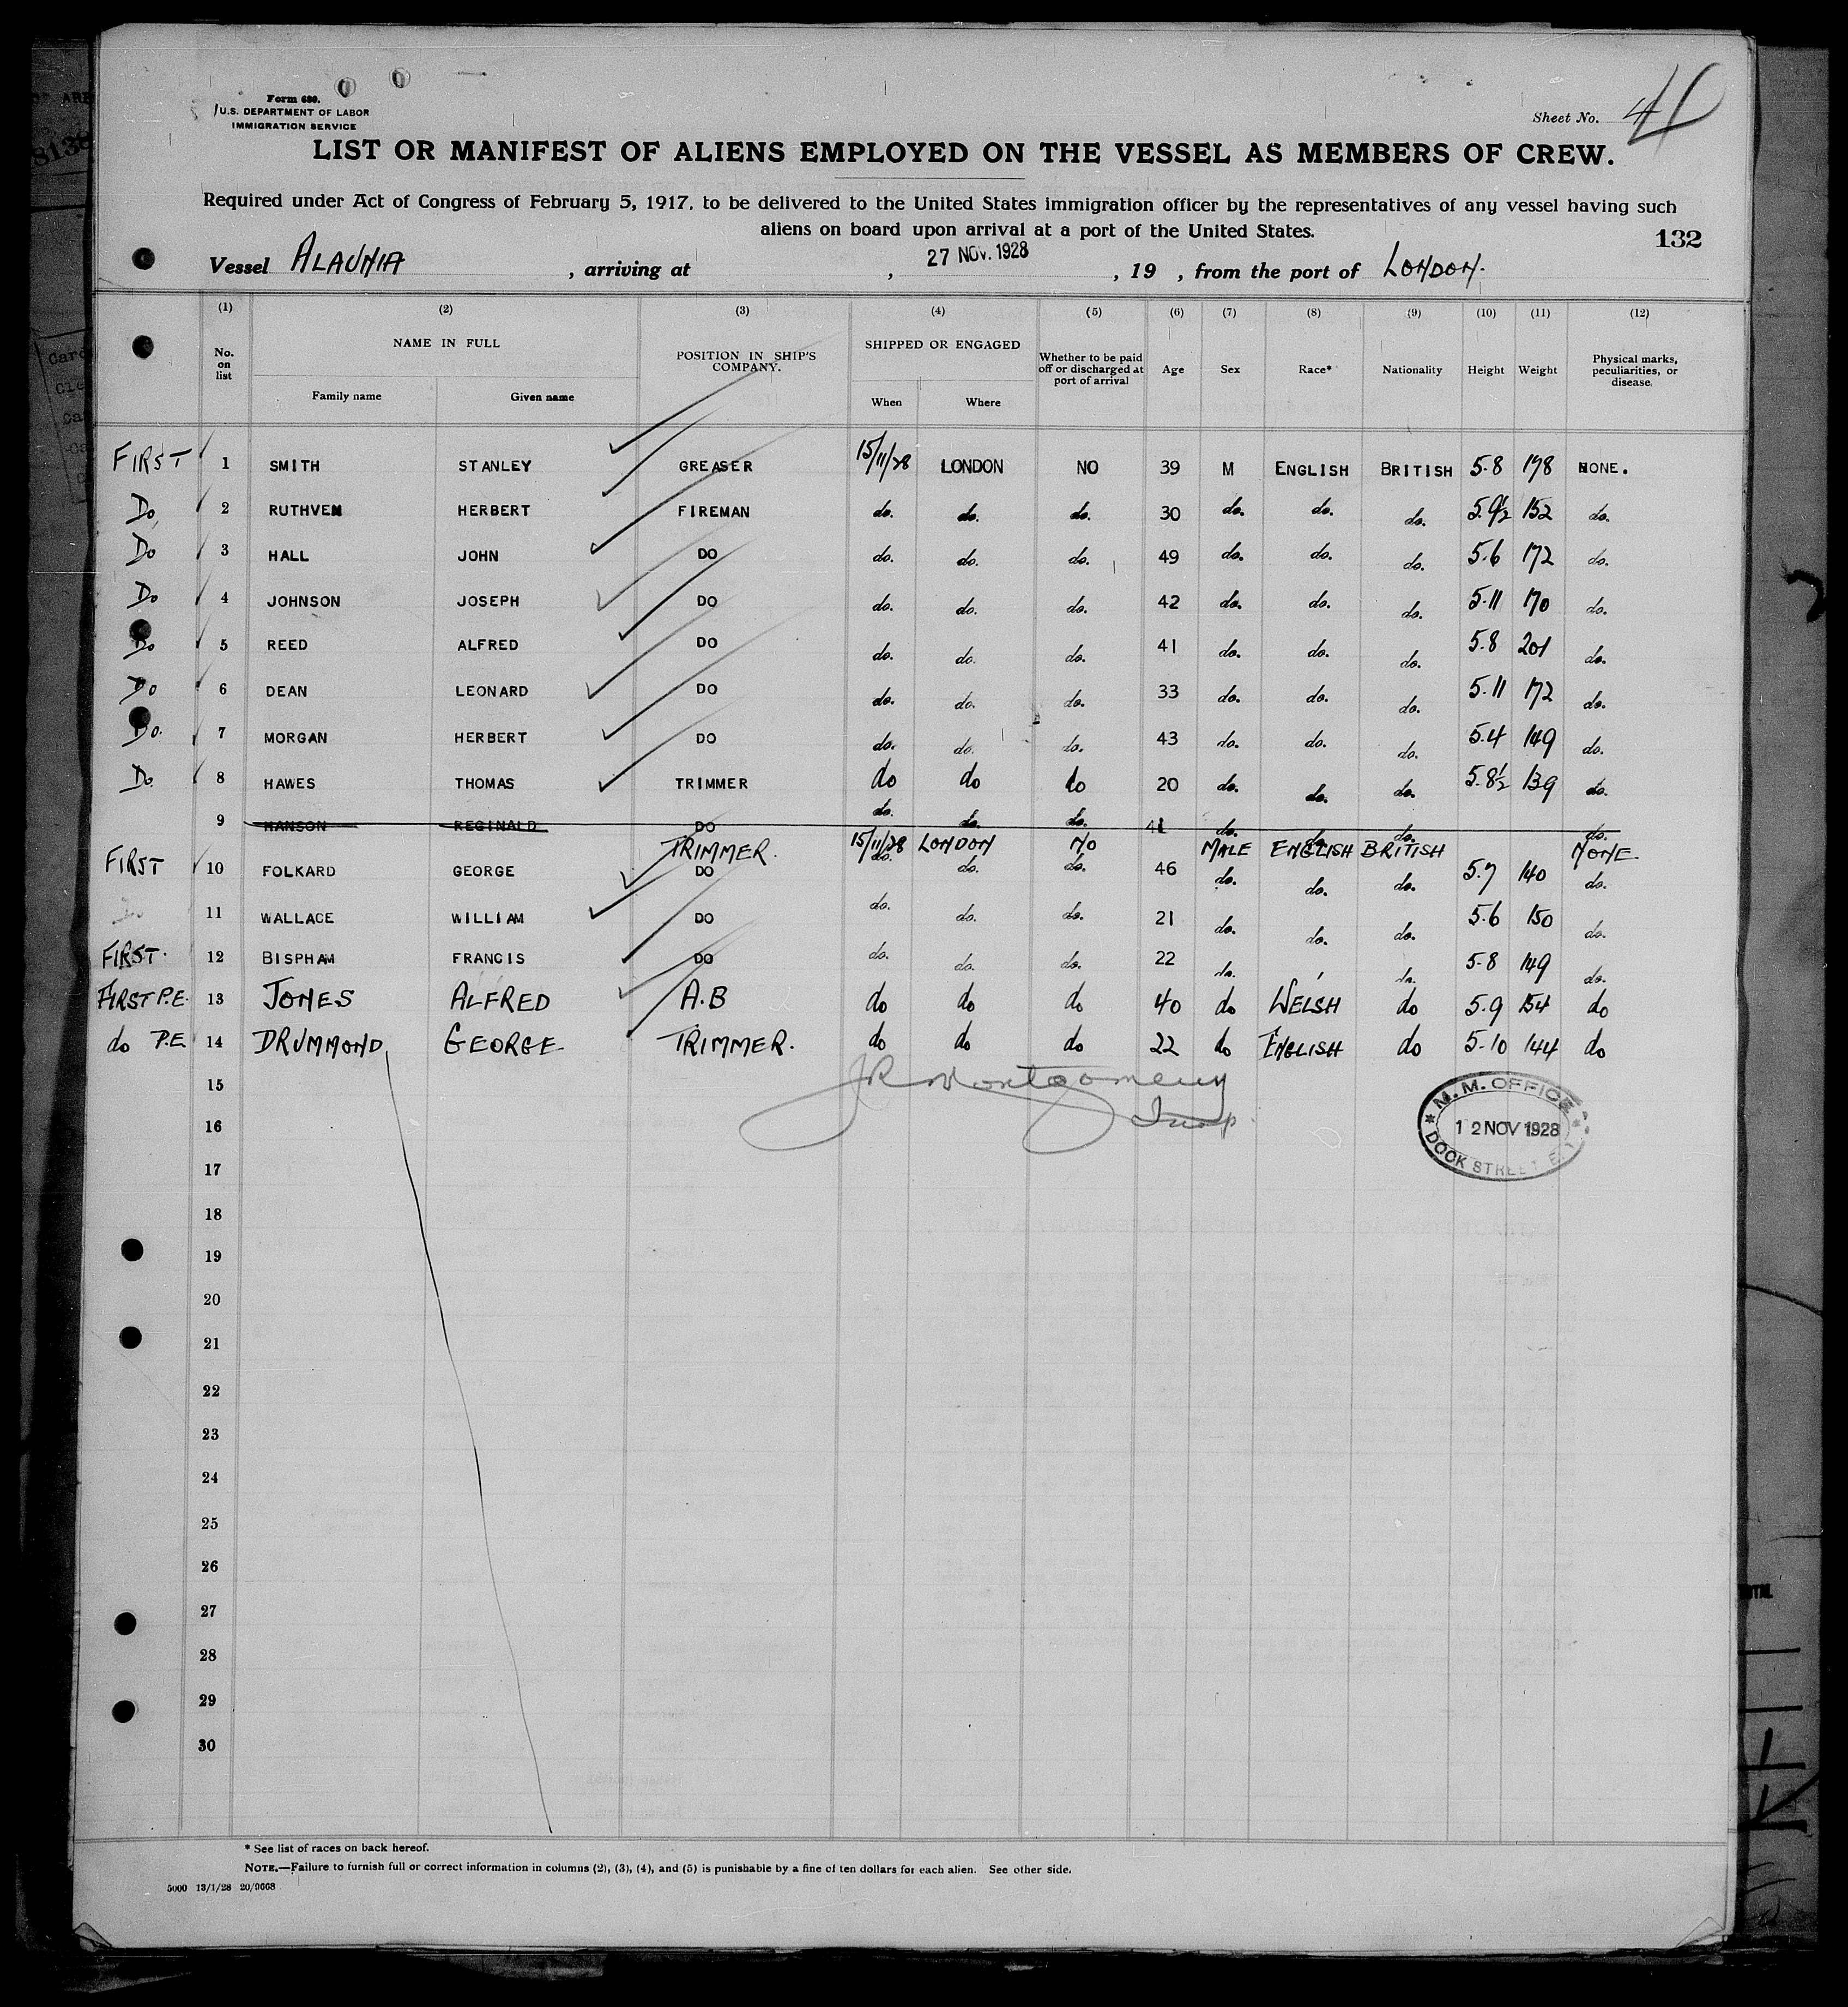 Form 680.
U.S. DEPARTMENT OF LABOR
IMMIGRATION SERVICE
Sheet No. 4
LIST OR MANIFEST OF ALIENS EMPLOYED ON THE VESSEL AS MEMBERS OF CREW.
Required under Act of Congress of February 5, 1917, to be delivered to the United States immigration officer by the representatives of any vessel having such
aliens on board upon arrival at a port of the United States.
132
Vessel ALAUNIA, arriving at , 27 NOV. 1928, 19 , from the port of LONDON.
(1) (2) (3) (4) (5) (6) (7) (8) (9) (10) (11) (12)
No. on list NAME IN FULL POSITION IN SHIP'S COMPANY. SHIPPED OR ENGAGED Whether to be paid off or discharged at port of arrival Age Sex Race* Nationality Height Weight Physical marks, peculiarities, or disease.
Family name Given name When Where
FIRST 1 SMITH STANLEY GREASER 15/11/28 LONDON NO 39 M ENGLISH BRITISH 5-8 178 NONE.
Do 2 RUTHVEN HERBERT FIREMAN do. do. do. 30 do. do. do. 5.9½ 152 do.
Do 3 HALL JOHN DO do. do. do. 49 do. do. do. 5.6 172 do.
Do 4 JOHNSON JOSEPH DO do. do. do. 42 do. do. do. 5.11 170 do.
Do 5 REED ALFRED DO do. do. do. 41 do. do. do. 5.8 201 do.
Do 6 DEAN LEONARD DO do. do. do. 33 do. do. do. 5.11 172 do.
Do. 7 MORGAN HERBERT DO do. do. do. 43 do. do. do. 5.4 149 do.
Do. 8 HAWES THOMAS TRIMMER do do do 20 do. do. do. 5.8½ 139 do.
9 HANSON REGINALD DO do. do. do. 41 do. do. do. do.
TRIMMER. 15/11/28 LONDON NO MALE ENGLISH BRITISH NONE.
FIRST 10 FOLKARD GEORGE DO do. do. do. 46 do. do. do. 5.7 140 do.
11 WALLACE WILLIAM DO do. do. do. 21 do. do. do. 5.6 150 do.
FIRST. 12 BISPHAM FRANCIS DO do. do. do. 22 do. do. 5.8 149 do.
FIRST P.E. 13 JONES ALFRED A.B do do do 40 do WELSH do 5.9 154 do
do P.E 14 DRUMMOND GEORGE TRIMMER. do do do 22 do ENGLISH do 5-10 144 do
JR Montgomery
Insp.
15
M.M. OFFICE
12 NOV 1928
DOCK STREET E.1
16
17
18
19
20
21
22
23
24
25
26
27
28
29
30
* See list of races on back hereof.
NOTE.—Failure to furnish full or correct information in columns (2), (3), (4), and (5) is punishable by a fine of ten dollars for each alien. See other side.
5000 13/1/28 20/9668